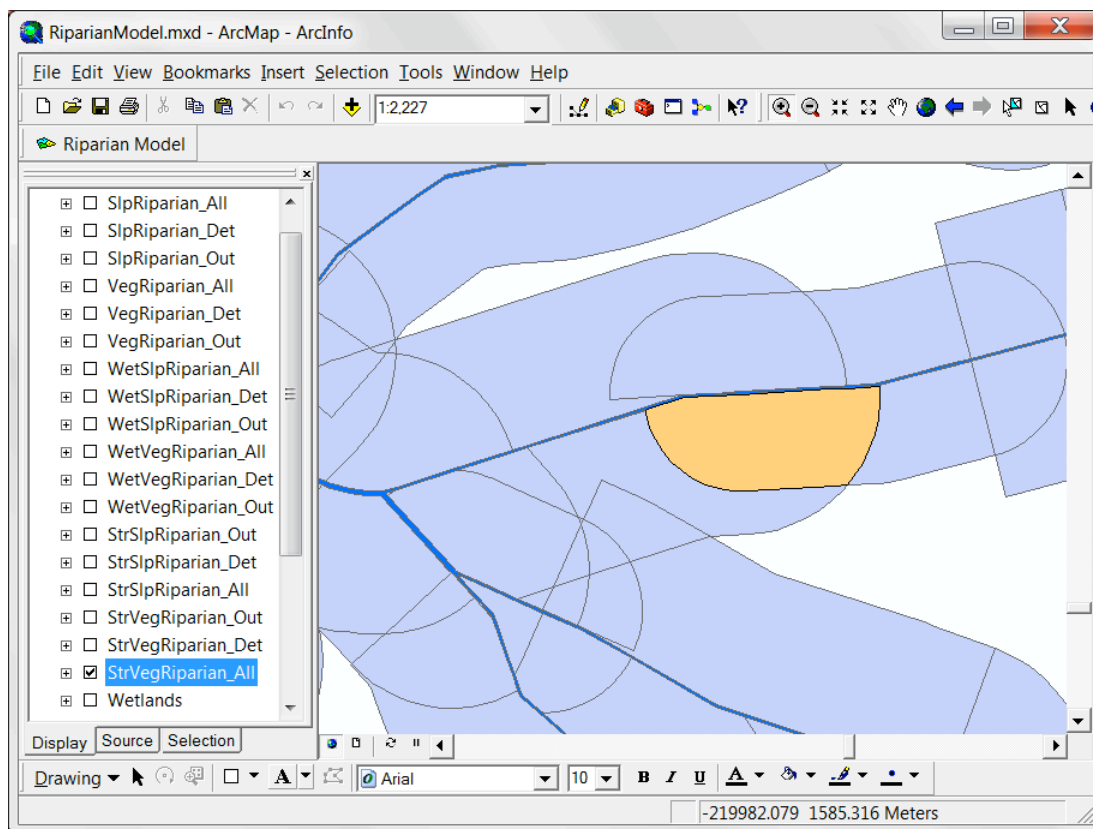 RiparianModel.mxd - ArcMap - ArcInfo
File Edit View Bookmarks Insert Selection Tools Window Help
1:2,227
Riparian Model
SlpRiparian_All
SlpRiparian_Det
SlpRiparian_Out
VegRiparian_All
VegRiparian_Det
VegRiparian_Out
WetSlpRiparian_All
WetSlpRiparian_Det
WetSlpRiparian_Out
WetVegRiparian_All
WetVegRiparian_Det
WetVegRiparian_Out
StrSlpRiparian_Out
StrSlpRiparian_Det
StrSlpRiparian_All
StrVegRiparian_Out
StrVegRiparian_Det
StrVegRiparian_All
Wetlands
Display Source Selection
Drawing A Arial 10 B I U A
-219982.079 1585.316 Meters